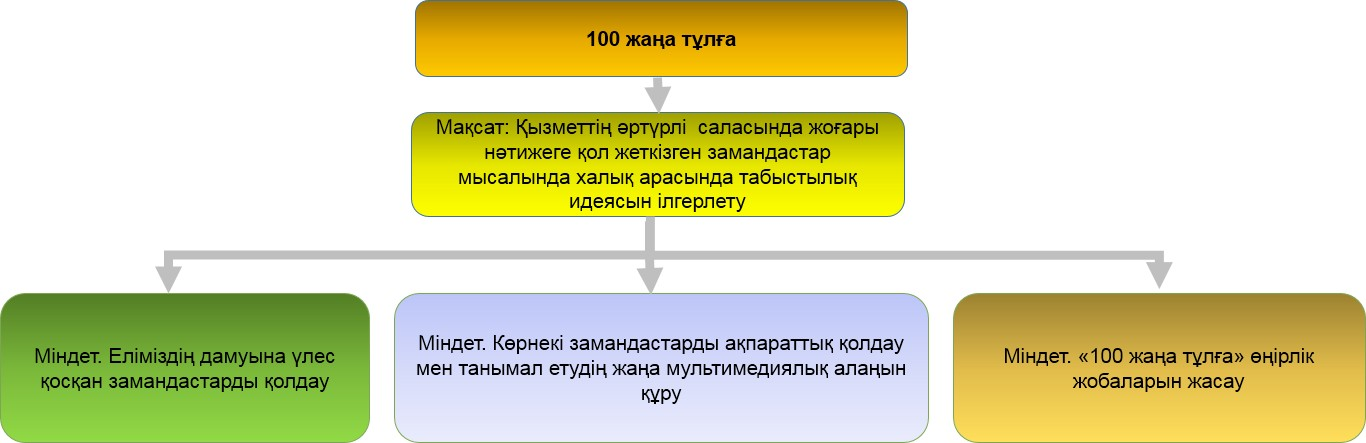 100 жаңа тұлға
Мақсат: Қызметтің әртүрлі саласында жоғары
нәтижеге қол жеткізген замандастар
мысалында халық арасында табыстылық
идеясын ілгерлету
Міндет. Еліміздің дамуына үлес
қосқан замандастарды қолдау
Міндет. Көрнекі замандастарды ақпараттық қолдау
мен танымал етудің жаңа мультимедиялық алаңын
құру
Міндет. «100 жаңа тұлға» өңірлік
жобаларын жасау